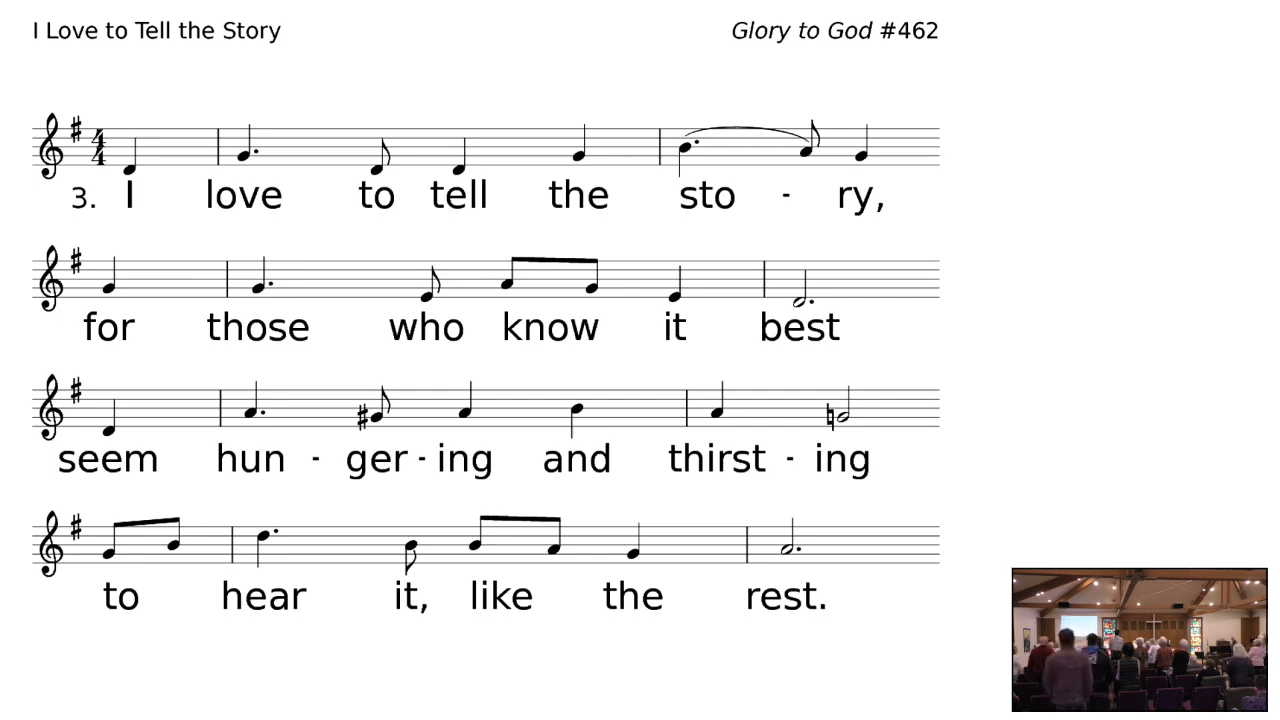 I Love to Tell the Story Glory to God #462
3. I love to tell the sto - ry,
for those who know it best
seem hun - ger - ing and thirst - ing
to hear it, like the rest.